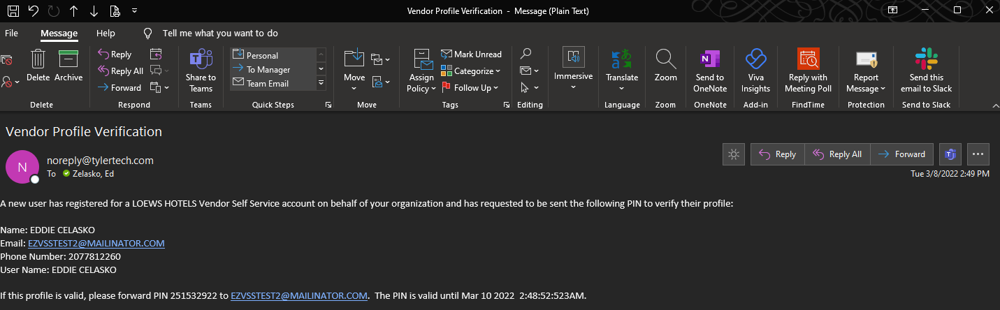 Vendor Profile Verification - Message (Plain Text)
File Message Help Tell me what you want to do
Delete Archive
Reply
Reply All
Forward
Share to Teams
Personal
To Manager
Team Email
Move
Assign Policy
Mark Unread
Categorize
Follow Up
Immersive
Translate
Zoom
Send to OneNote
Viva Insights
Reply with Meeting Poll
Report Message
Send this email to Slack
Delete Respond Teams Quick Steps Move Tags Editing Language Zoom OneNote Add-in FindTime Protection Send to Slack
Vendor Profile Verification
N
noreply@tylertech.com
To Zelasko, Ed
Reply Reply All Forward
Tue 3/8/2022 2:49 PM
A new user has registered for a LOEWS HOTELS Vendor Self Service account on behalf of your organization and has requested to be sent the following PIN to verify their profile:
Name: EDDIE CELASKO
Email: EZVSSTEST2@MAILINATOR.COM
Phone Number: 2077812260
User Name: EDDIE CELASKO
If this profile is valid, please forward PIN 251532922 to EZVSSTEST2@MAILINATOR.COM. The PIN is valid until Mar 10 2022 2:48:52:523AM.